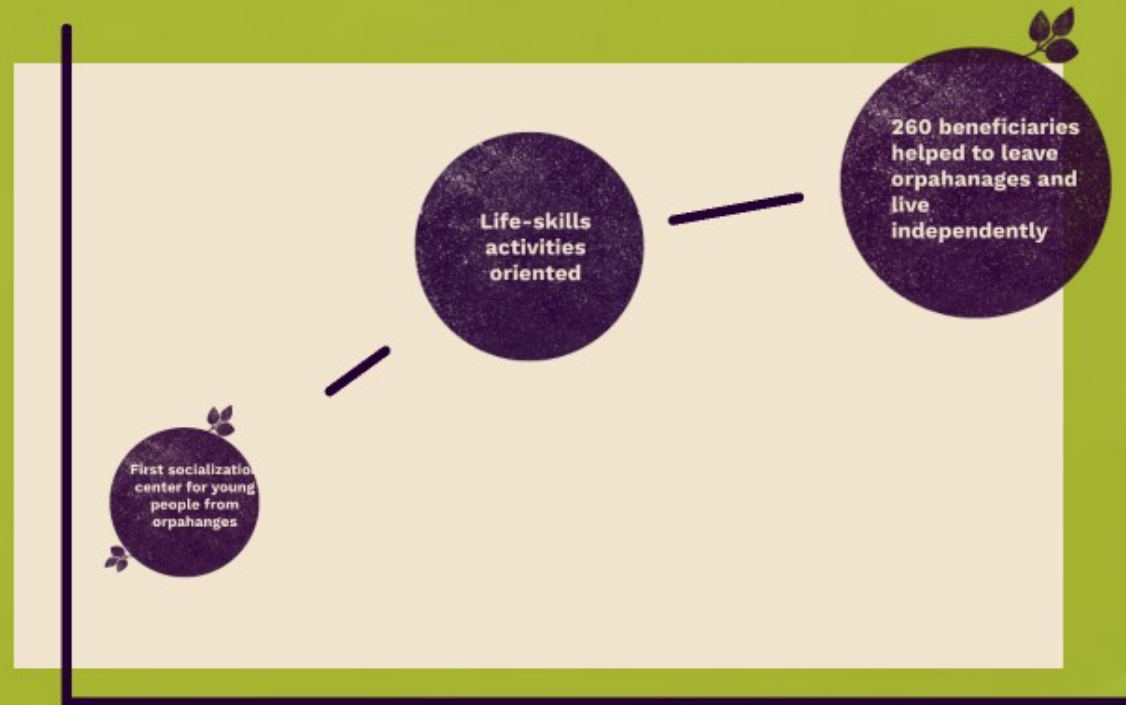 First socialization
center for young
people from
orpahanges
Life-skills
activities
oriented
260 beneficiaries
helped to leave
orpahanages and
live
independently